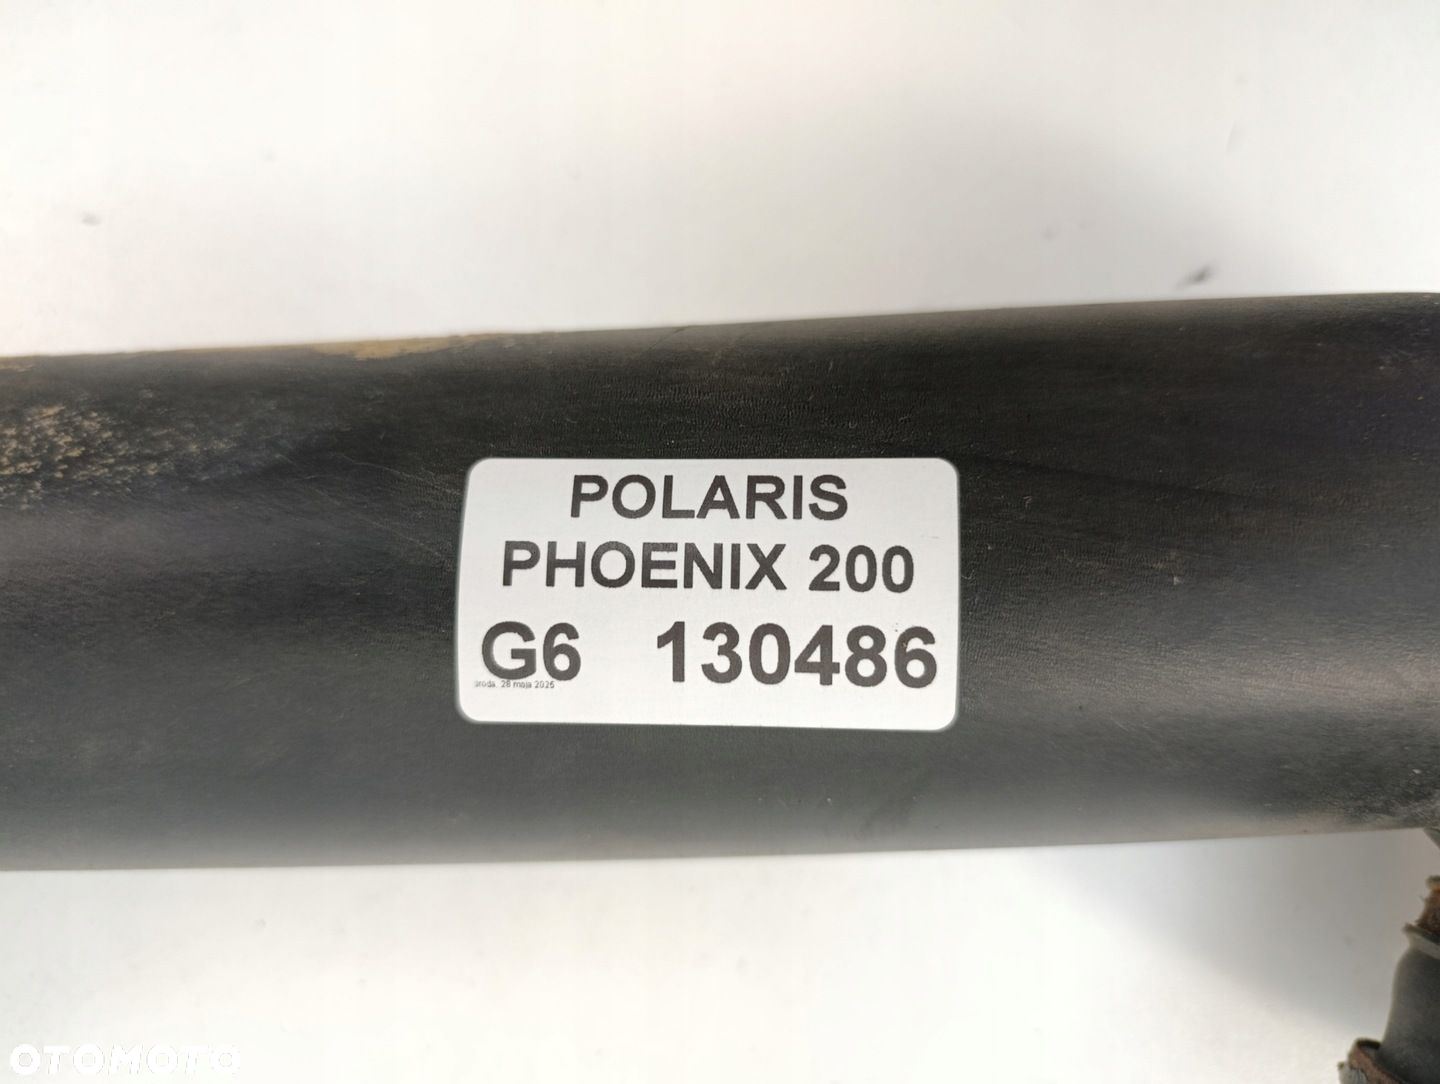 POLARIS
PHOENIX 200
G6 130486
środa, 28 maja 2025
OTOMOTO